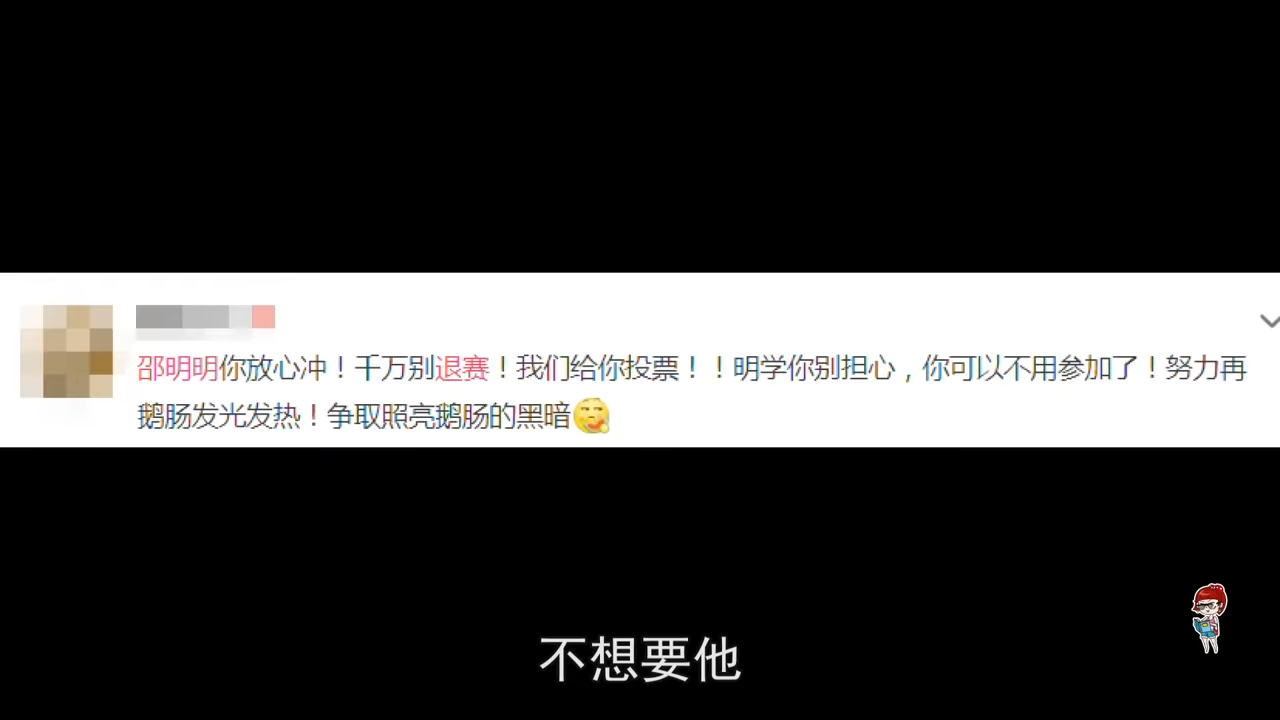 邵明明你放心冲！千万别退赛！我们给你投票！！明学你别担心，你可以不用参加了！努力再
鹅肠发光发热！争取照亮鹅肠的黑暗
不想要他